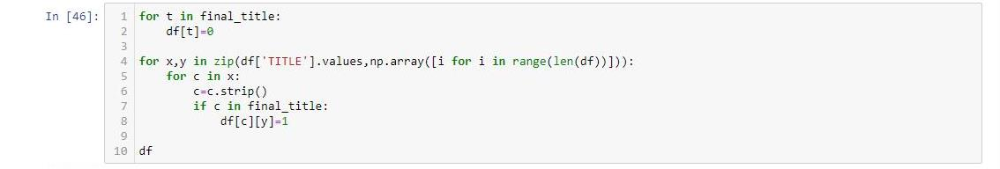 In [46]:
1 for t in final_title:
2     df[t]=0
3
4 for x,y in zip(df['TITLE'].values,np.array([i for i in range(len(df))])):
5     for c in x:
6         c=c.strip()
7         if c in final_title:
8             df[c][y]=1
9
10 df